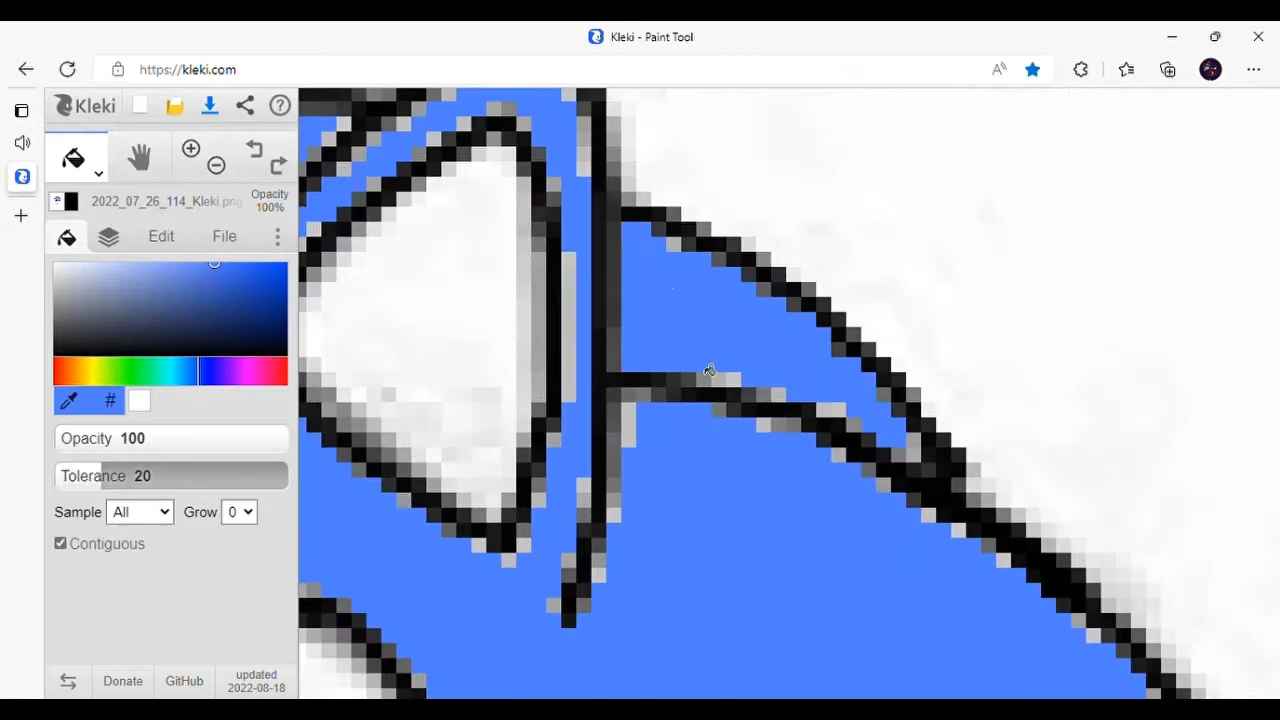 Kleki - Paint Tool
https://kleki.com
Kleki
2022_07_26_114_Kleki.png
Opacity
100%
Edit
File
#
Opacity 100
Tolerance 20
Sample All
Grow 0
Contiguous
Donate
GitHub
updated
2022-08-18